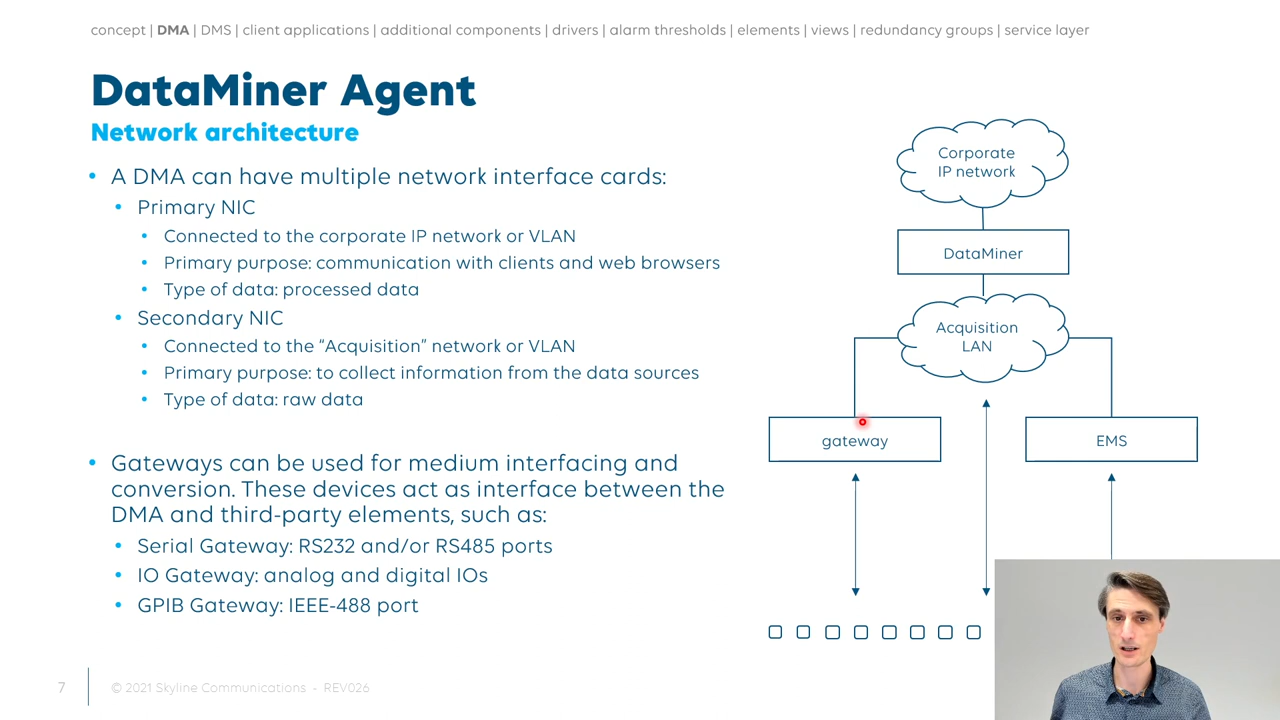 concept | DMA | DMS | client applications | additional components | drivers | alarm thresholds | elements | views | redundancy groups | service layer
DataMiner Agent
Network architecture
• A DMA can have multiple network interface cards:
• Primary NIC
• Connected to the corporate IP network or VLAN
• Primary purpose: communication with clients and web browsers
• Type of data: processed data
• Secondary NIC
• Connected to the “Acquisition” network or VLAN
• Primary purpose: to collect information from the data sources
• Type of data: raw data
• Gateways can be used for medium interfacing and
conversion. These devices act as interface between the
DMA and third-party elements, such as:
• Serial Gateway: RS232 and/or RS485 ports
• IO Gateway: analog and digital IOs
• GPIB Gateway: IEEE-488 port
Corporate
IP network
DataMiner
Acquisition
LAN
gateway
EMS
7
© 2021 Skyline Communications - REV026